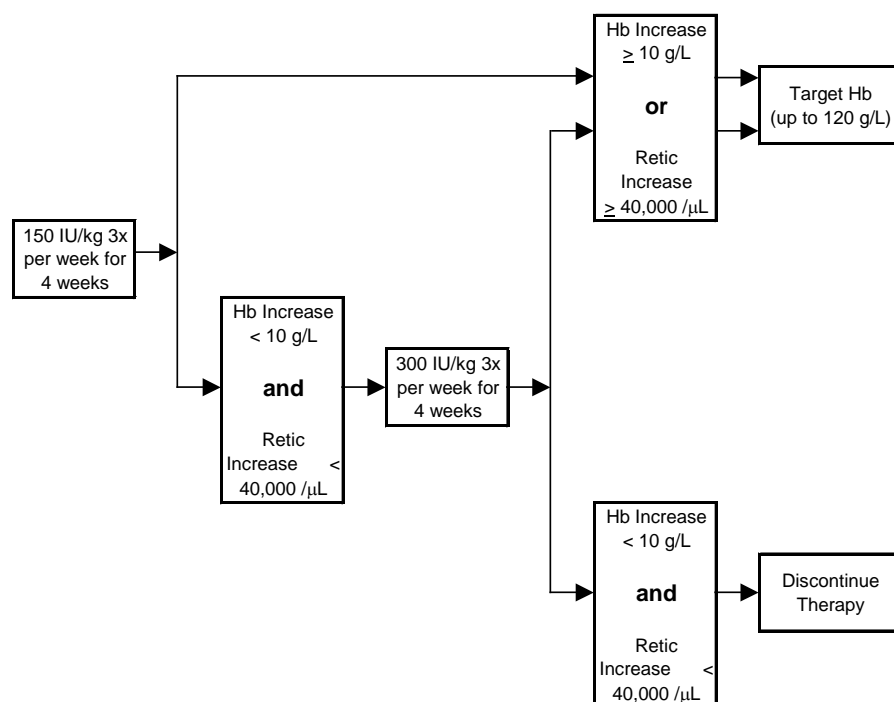 150 IU/kg 3x
per week for
4 weeks
Hb Increase
≥ 10 g/L
or
Retic
Increase
≥ 40,000 /μL
Target Hb
(up to 120 g/L)
Hb Increase
< 10 g/L
and
Retic
Increase <
40,000 /μL
300 IU/kg 3x
per week for
4 weeks
Hb Increase
< 10 g/L
and
Retic
Increase <
40,000 /μL
Discontinue
Therapy